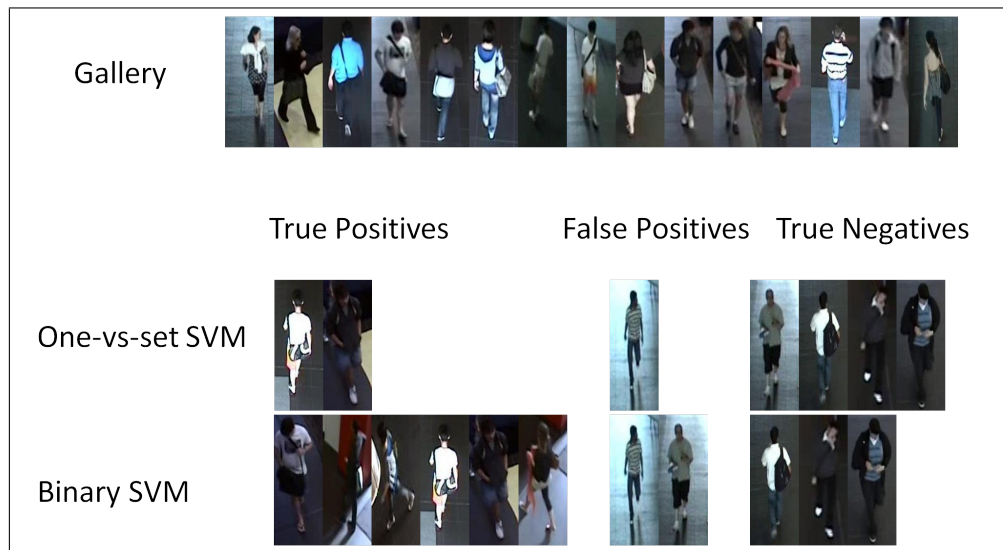 Gallery
True Positives
False Positives
True Negatives
One-vs-set SVM
Binary SVM